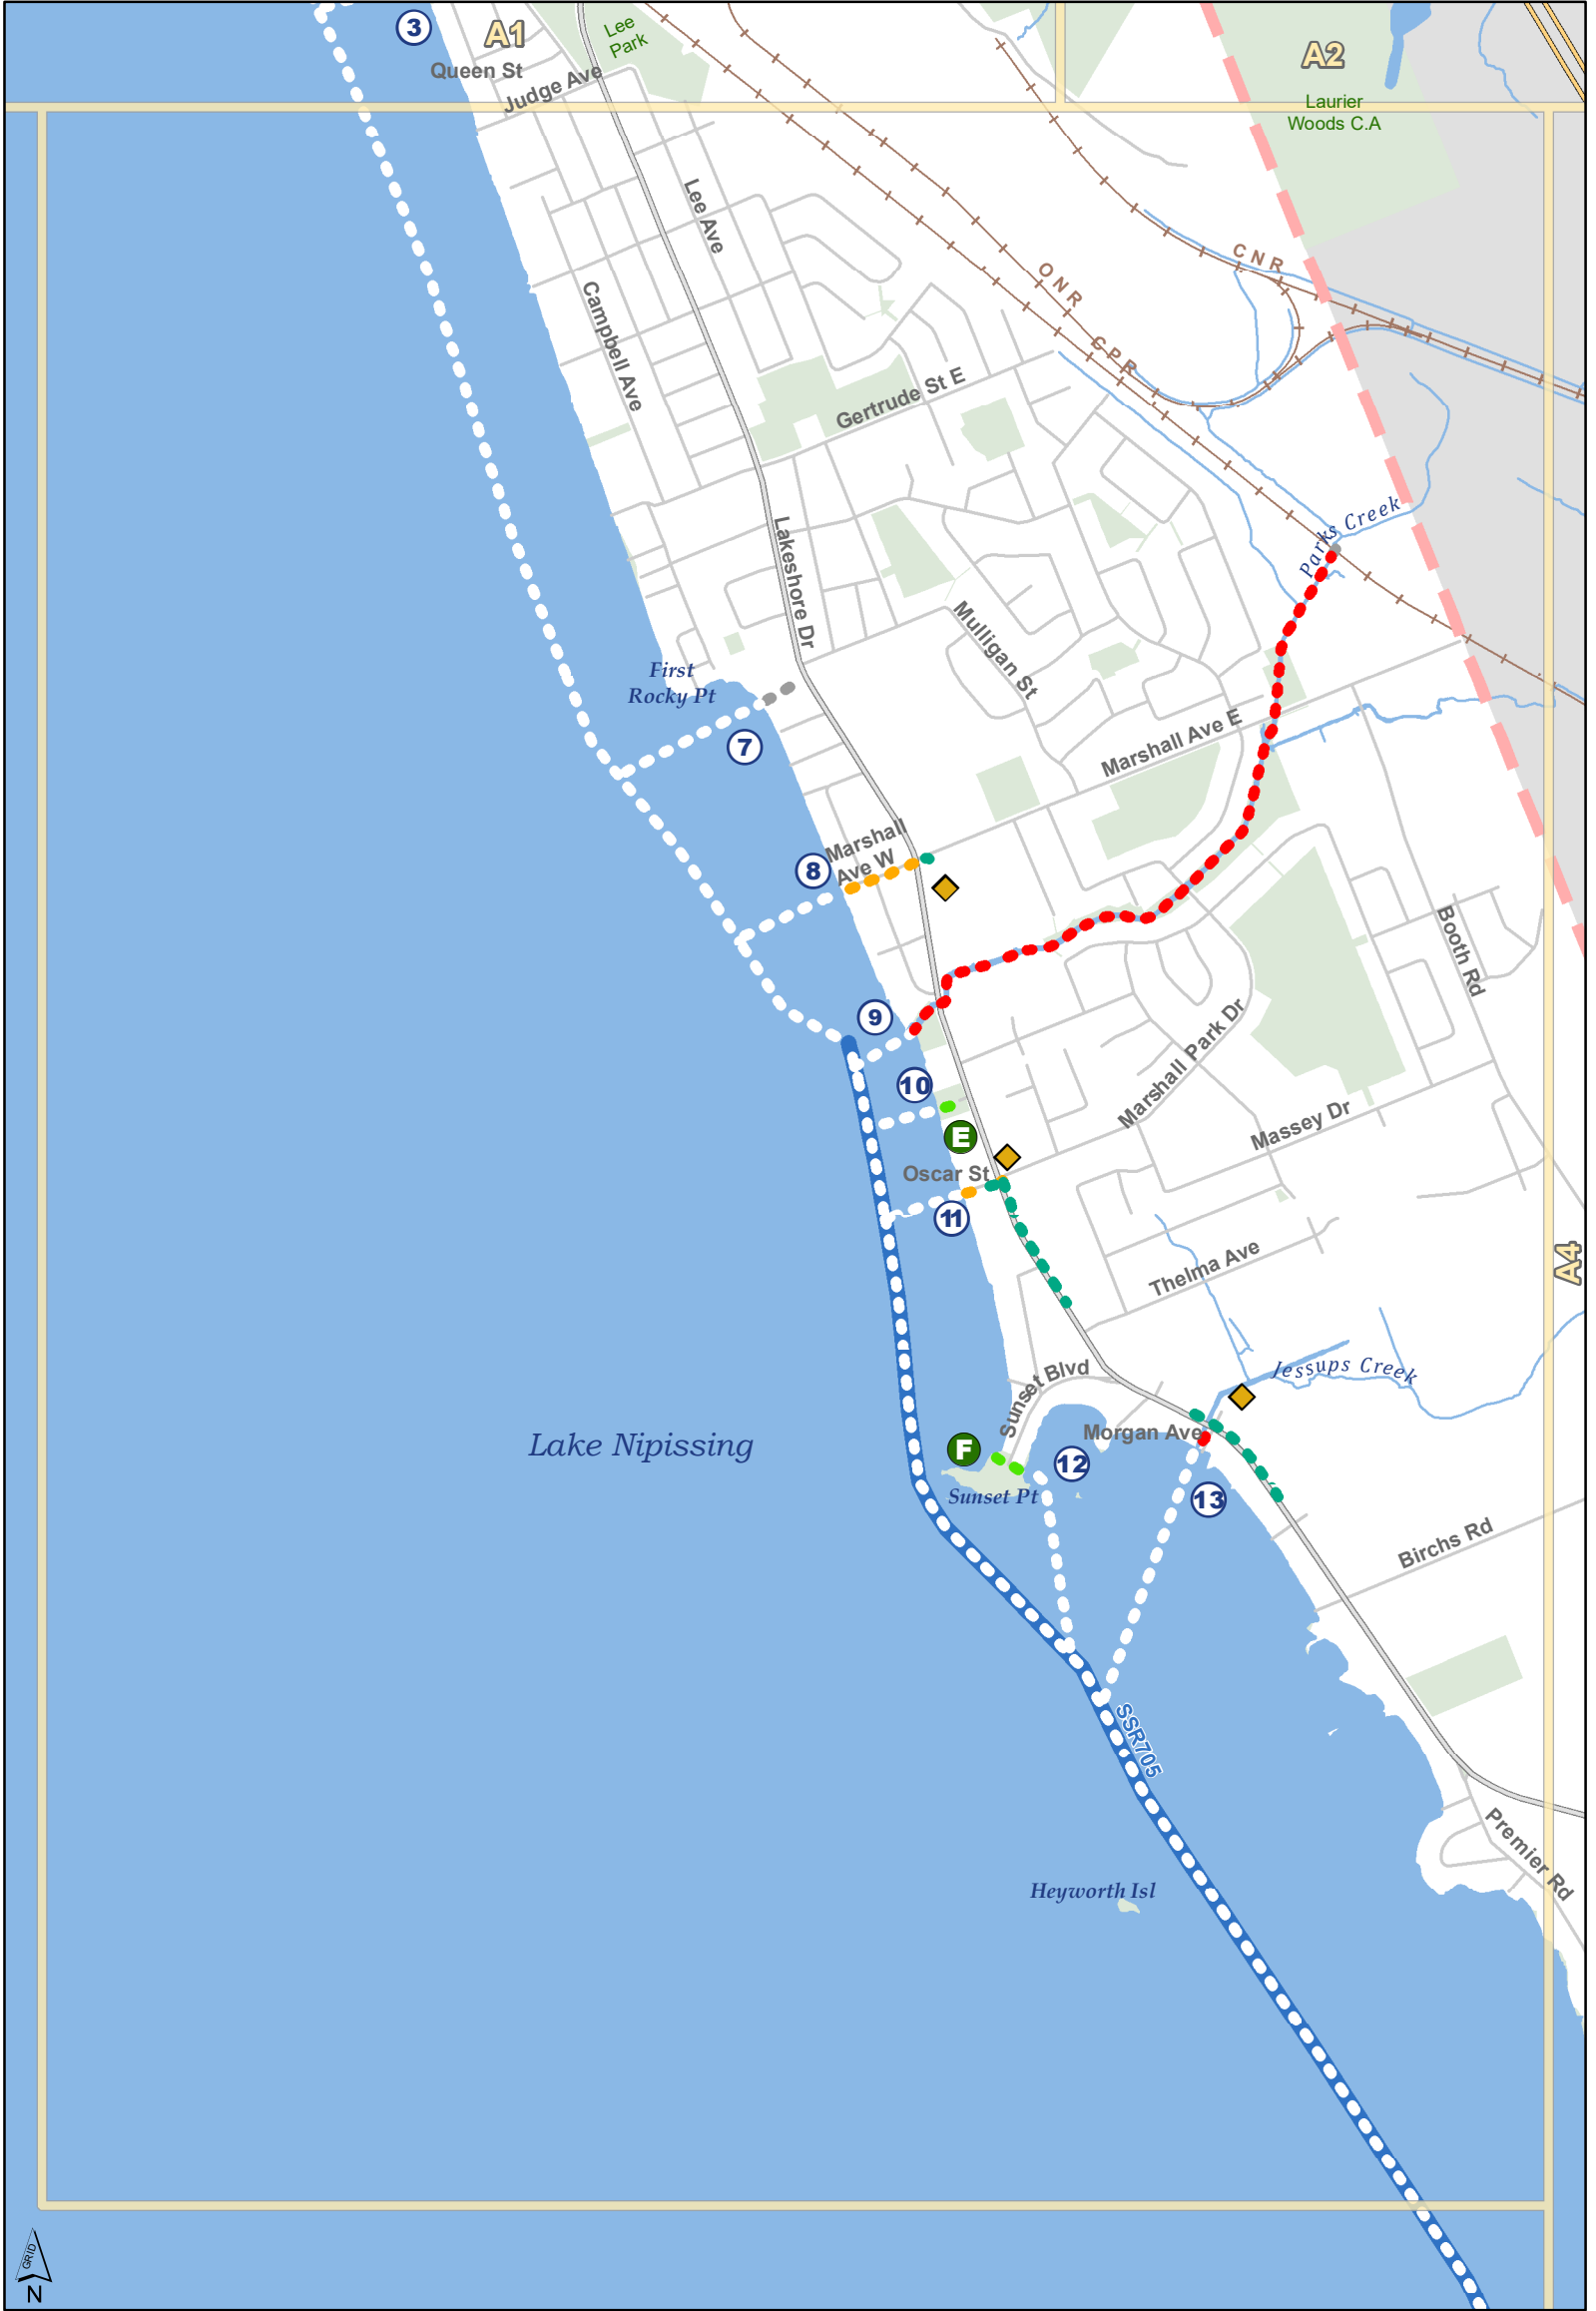 3
A1
Lee
Park
A2
Queen St
Judge Ave
Laurier
Woods C.A
Lee Ave
CNR
ONR
Campbell Ave
CPR
Gertrude St E
Parks Creek
Lakeshore Dr
Mulligan St
First
Rocky Pt
7
Marshall Ave E
Marshall
Ave W
8
Booth Rd
9
Marshall Park Dr
10
Massey Dr
E
Oscar St
11
Thelma Ave
A4
Jessups Creek
Sunset Blvd
Morgan Ave
Lake Nipissing
F
12
Sunset Pt
13
Birchs Rd
SSR705
Premier Rd
Heyworth Isl
GRID
N